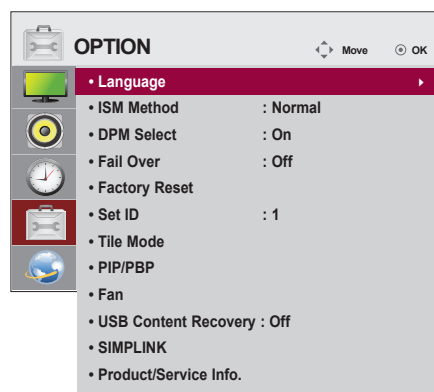 OPTION Move OK
• Language
• ISM Method : Normal
• DPM Select : On
• Fail Over : Off
• Factory Reset
• Set ID : 1
• Tile Mode
• PIP/PBP
• Fan
• USB Content Recovery : Off
• SIMPLINK
• Product/Service Info.